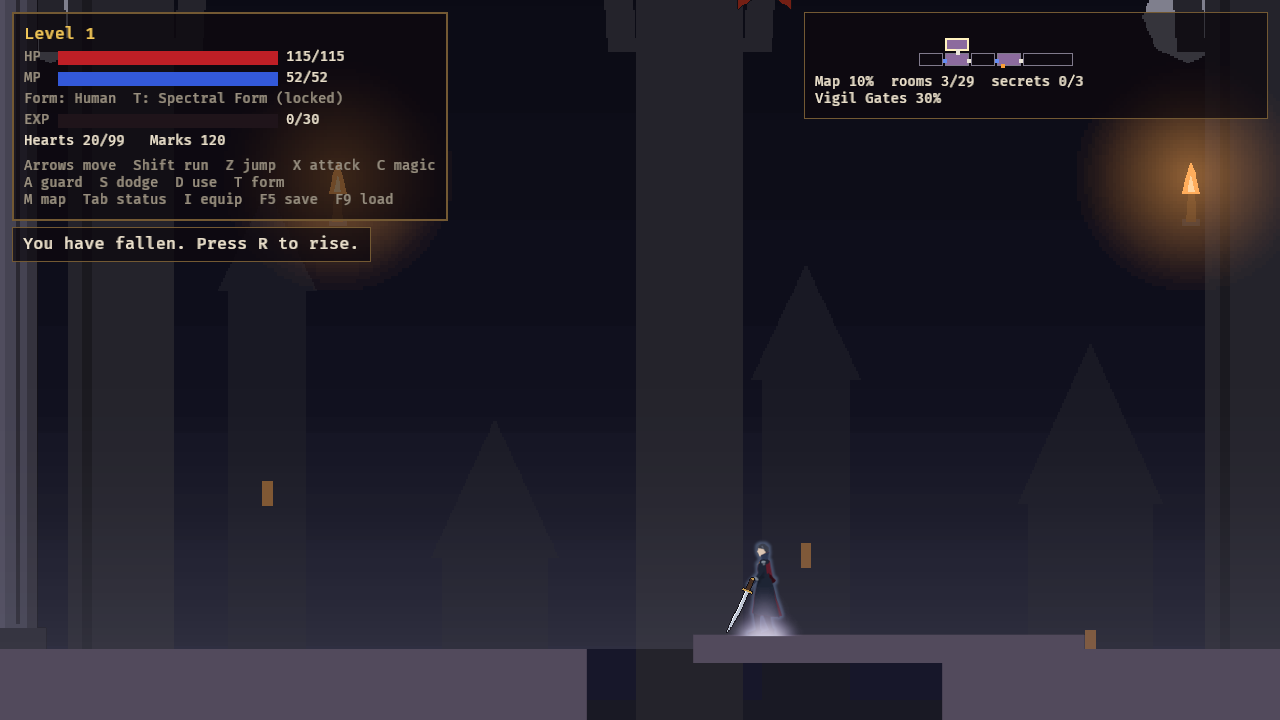 Level 1
HP 115/115
MP 52/52
Form: Human  T: Spectral Form (locked)
EXP 0/30
Hearts 20/99  Marks 120
Arrows move  Shift run  Z jump  X attack  C magic
A guard  S dodge  D use  T form
M map  Tab status  I equip  F5 save  F9 load
You have fallen. Press R to rise.
Map 10%  rooms 3/29  secrets 0/3
Vigil Gates 30%